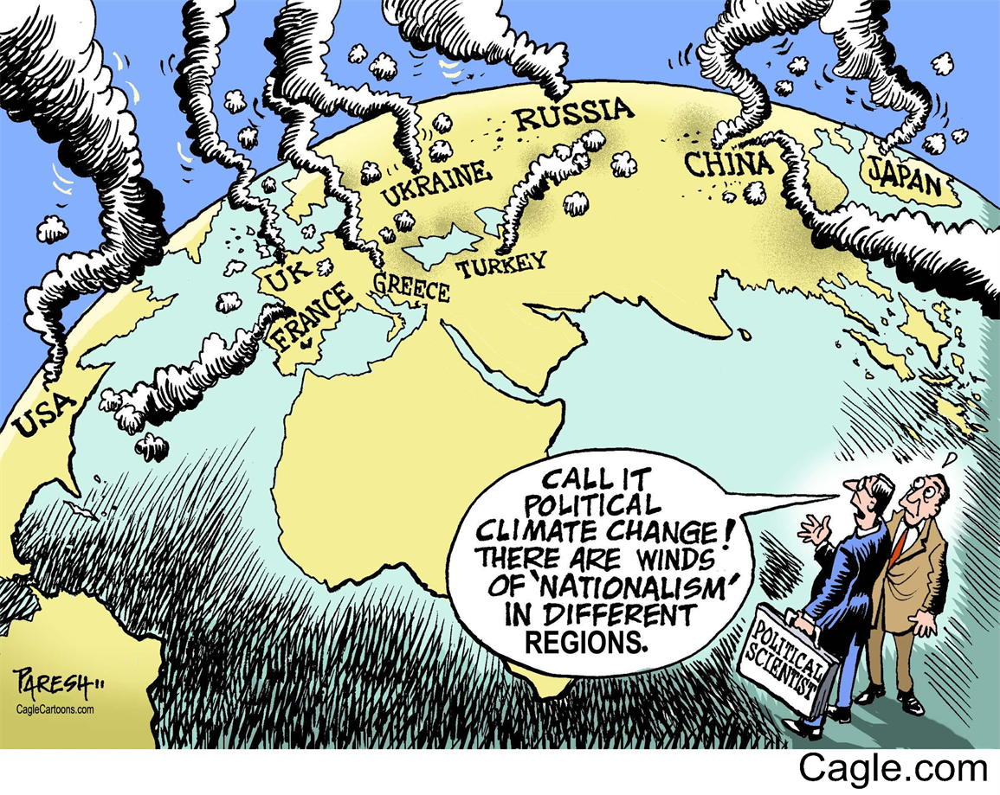 RUSSIA
UKRAINE
CHINA
JAPAN
UK
GREECE
TURKEY
FRANCE
USA
CALL IT
POLITICAL
CLIMATE CHANGE!
THERE ARE WINDS
OF 'NATIONALISM'
IN DIFFERENT
REGIONS.
POLITICAL
SCIENTIST
PARESH 11
CagleCartoons.com
Cagle.com